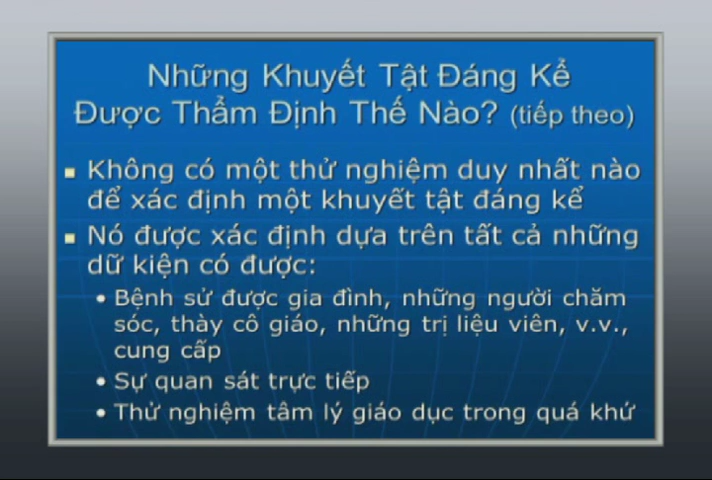 Những Khuyết Tật Đáng Kể
Được Thẩm Định Thế Nào? (tiếp theo)
Không có một thử nghiệm duy nhất nào
để xác định một khuyết tật đáng kể
Nó được xác định dựa trên tất cả những
dữ kiện có được:
Bệnh sử được gia đình, những người chăm
sóc, thày cô giáo, những trị liệu viên, v.v.,
cung cấp
Sự quan sát trực tiếp
Thử nghiệm tâm lý giáo dục trong quá khứ